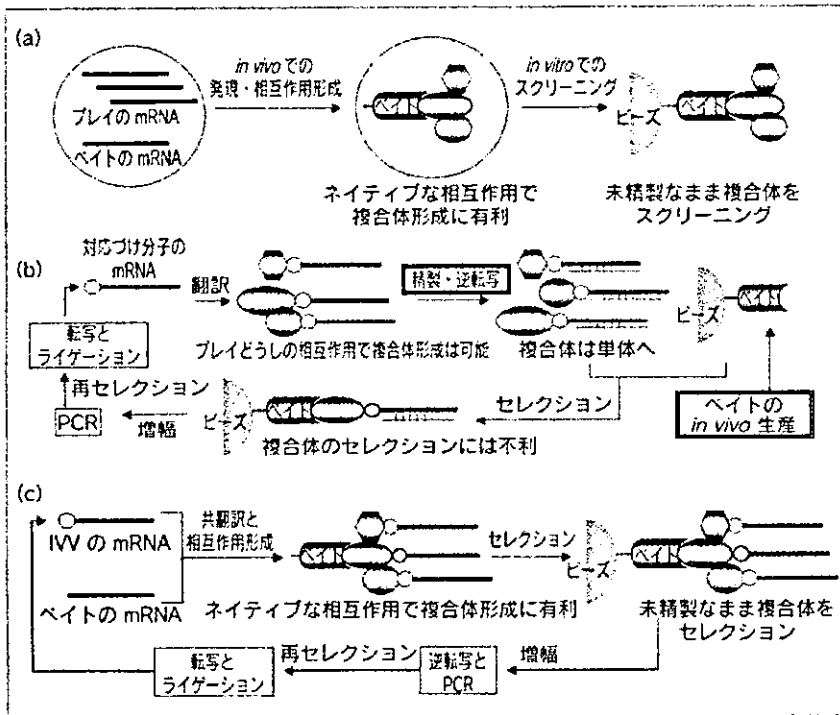 (a)
in vivoでの
発現・相互作用形成
in vitroでの
スクリーニング
プレイのmRNA
ベイトのmRNA
ベイト
ビーズ
ベイト
ネイティブな相互作用で
複合体形成に有利
未精製なまま複合体を
スクリーニング
(b)
対応づけ分子の
mRNA
翻訳
精製・逆転写
プレイどうしの相互作用で複合体形成は可能
複合体は単体へ
ビーズ
ベイト
転写と
ライゲーション
再セレクション
PCR
増幅
ビーズ
ベイト
セレクション
複合体のセレクションには不利
ベイトの
in vivo 生産
(c)
IVVのmRNA
ベイトのmRNA
共翻訳と
相互作用形成
ベイト
セレクション
ビーズ
ベイト
ネイティブな相互作用で複合体形成に有利
未精製なまま複合体を
セレクション
転写と
ライゲーション
再セレクション
逆転写と
PCR
増幅